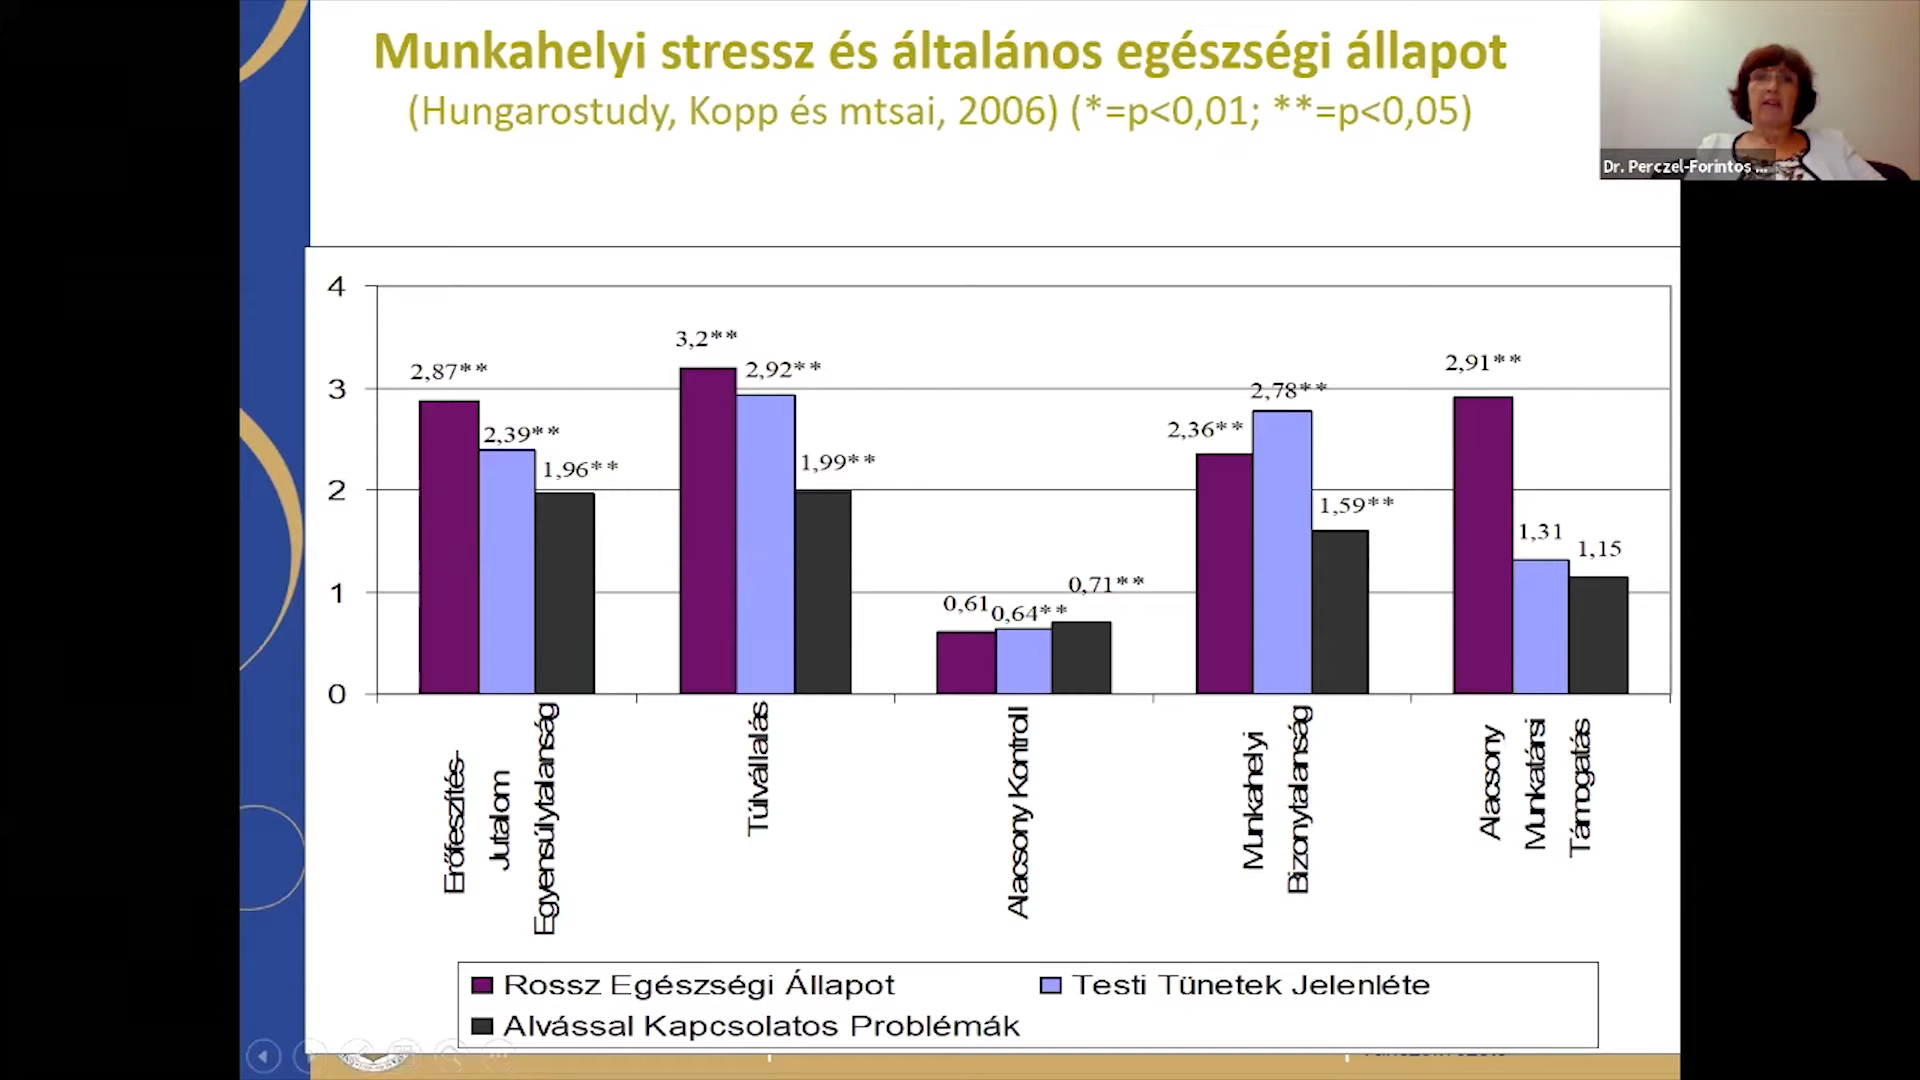 Munkahelyi stressz és általános egészségi állapot
(Hungarostudy, Kopp és mtsai, 2006) (*=p<0,01; **=p<0,05)
Dr. Perczel-Forintos ...
4
3
2
1
0
2,87**
2,39**
1,96**
3,2**
2,92**
1,99**
0,61
0,64**
0,71**
2,36**
2,78**
1,59**
2,91**
1,31
1,15
Erőfeszítés-
Jutalom
Egyensúlytalanság
Túlvállalás
Alacsony Kontroll
Munkahelyi
Bizonytalanság
Alacsony
Munkatársi
Támogatás
Rossz Egészségi Állapot
Testi Tünetek Jelenléte
Alvással Kapcsolatos Problémák